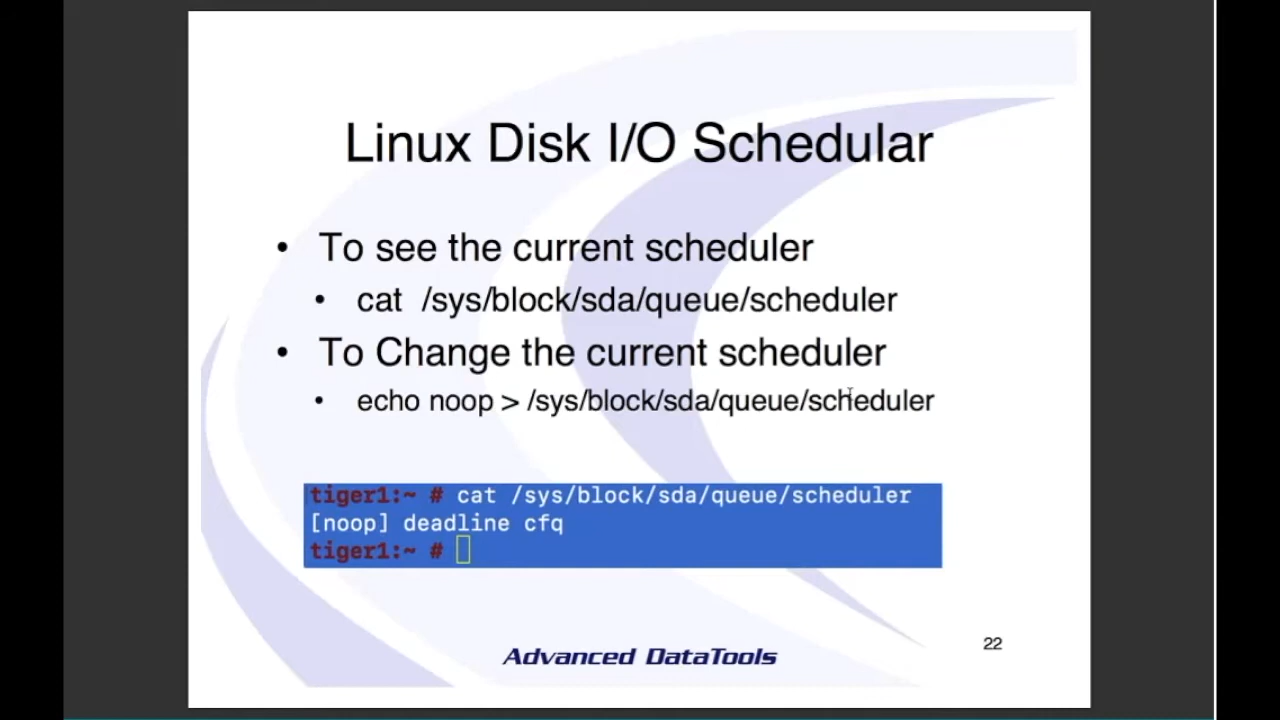 Linux Disk I/O Schedular
• To see the current scheduler
• cat /sys/block/sda/queue/scheduler
• To Change the current scheduler
• echo noop > /sys/block/sda/queue/scheduler
tiger1:~ # cat /sys/block/sda/queue/scheduler
[noop] deadline cfq
tiger1:~ #
Advanced DataTools
22